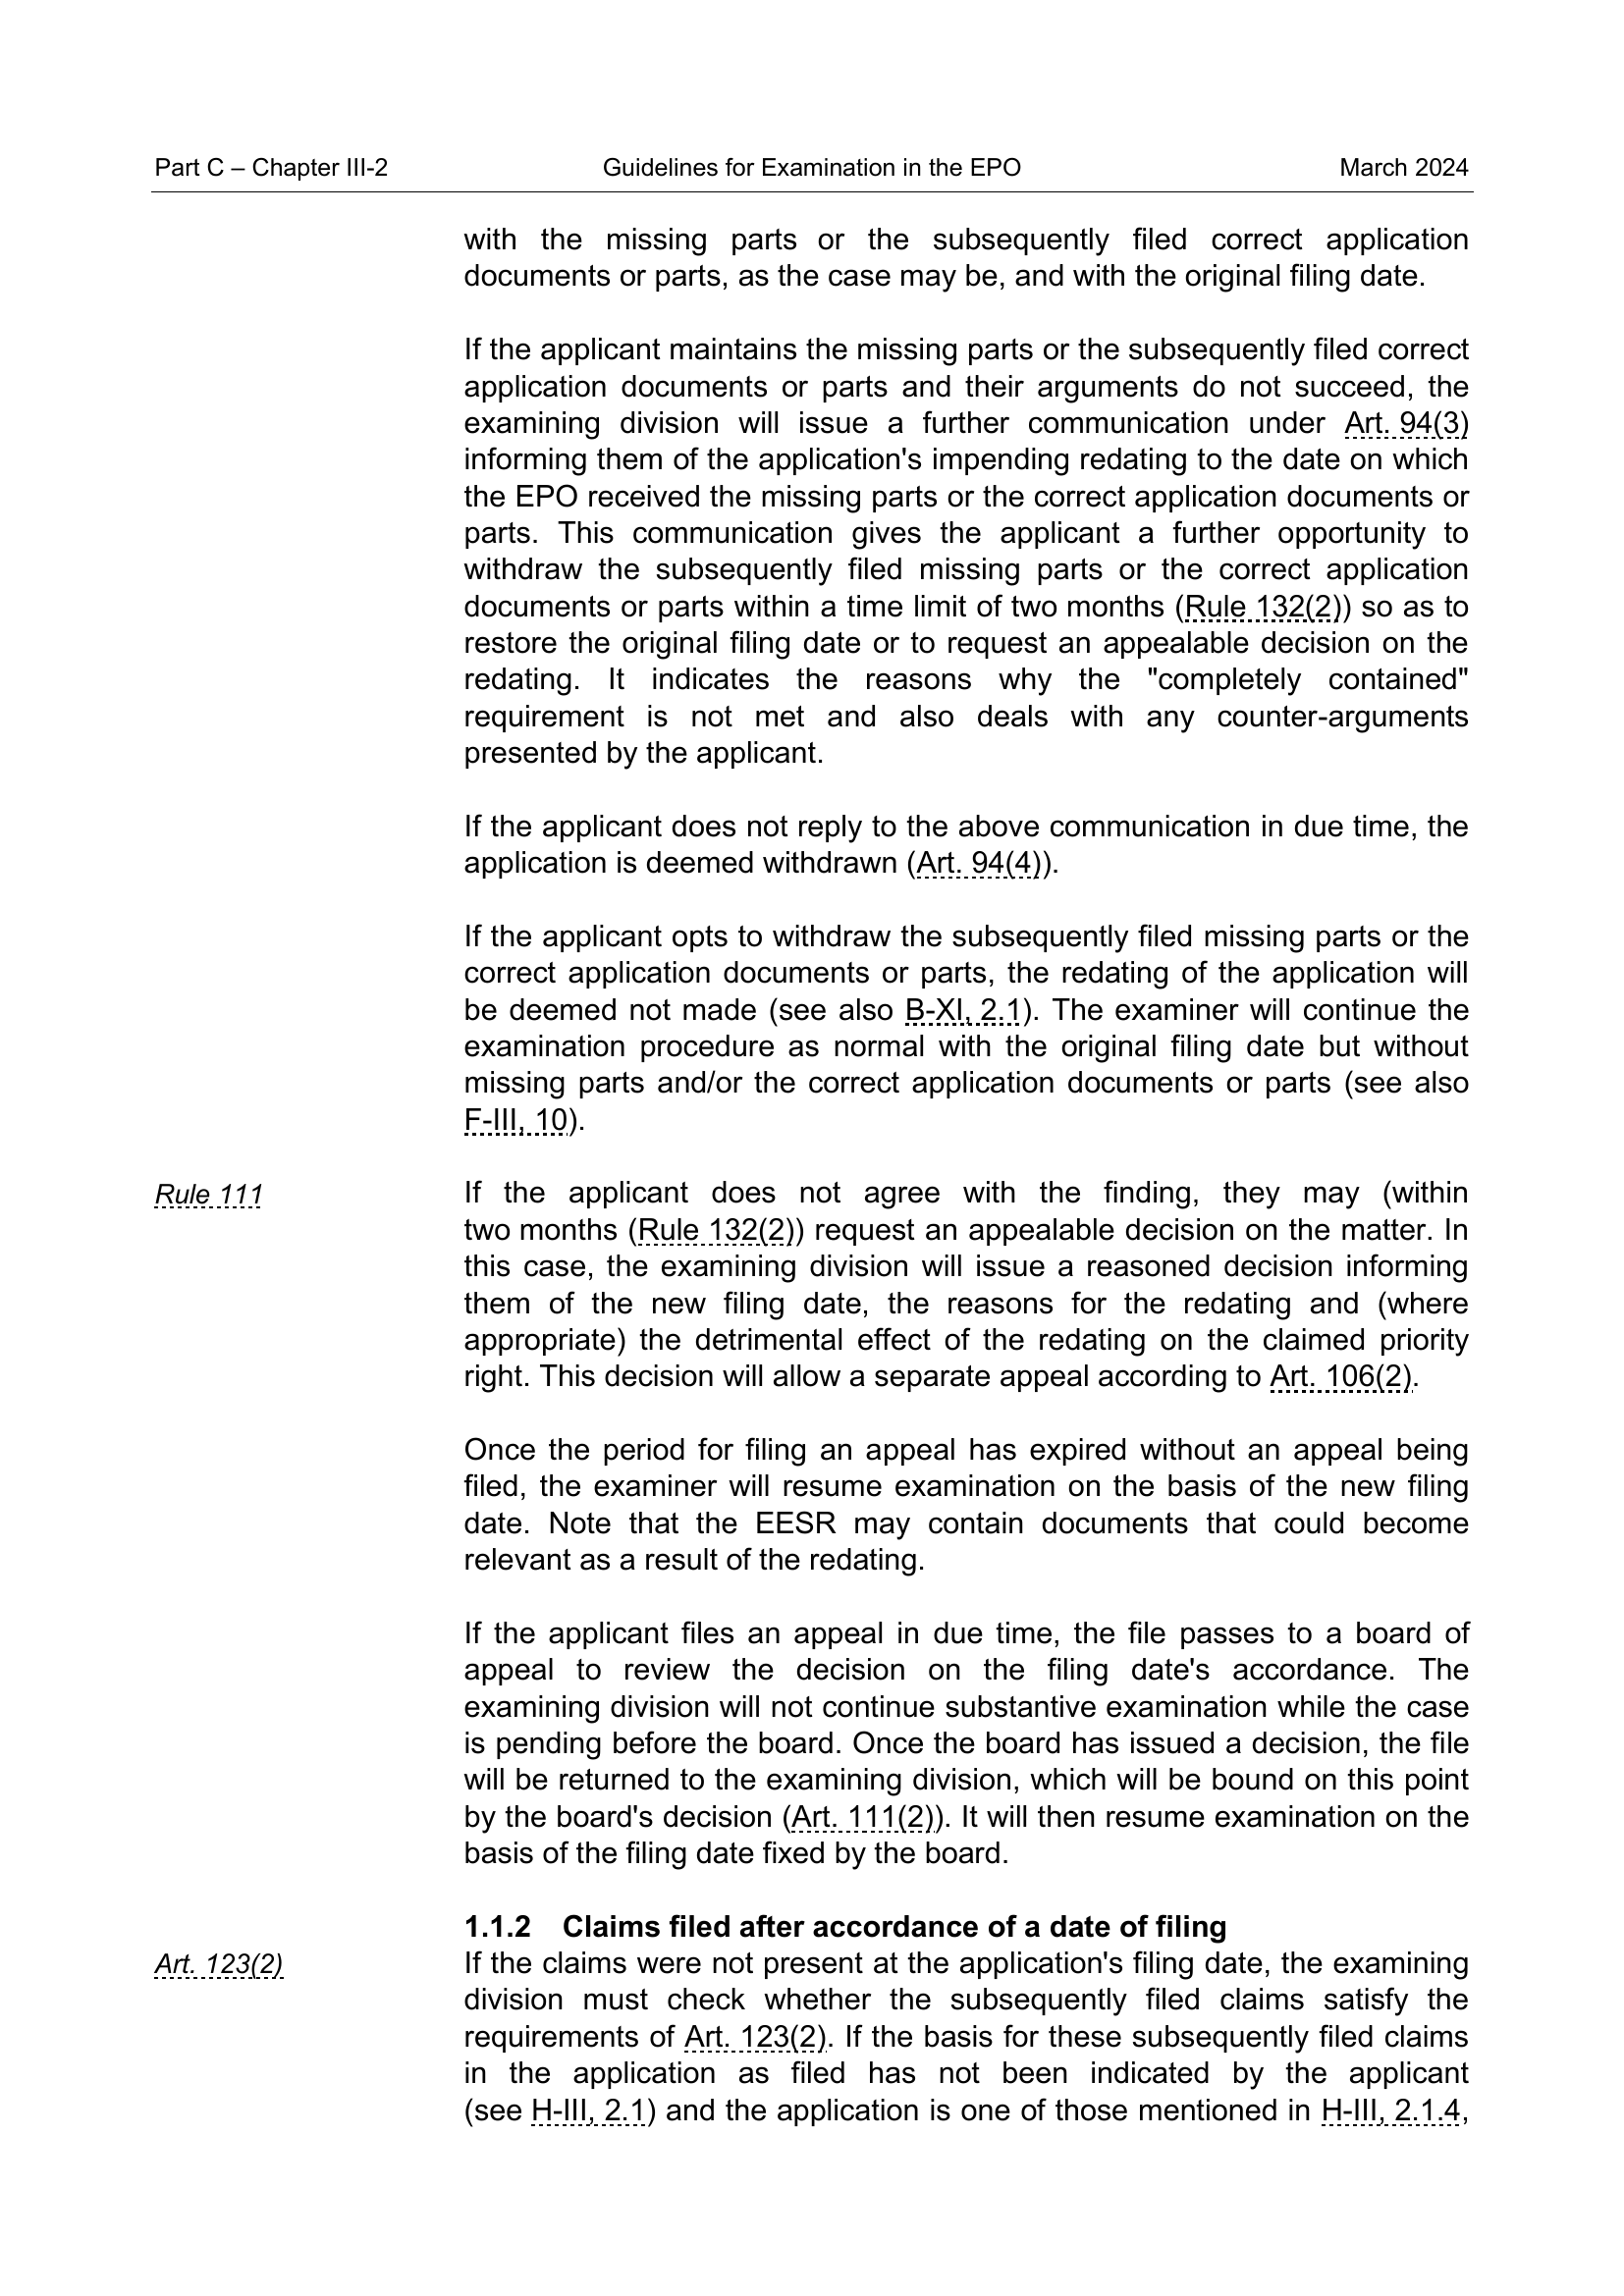 Part C – Chapter III-2 Guidelines for Examination in the EPO March 2024
with the missing parts or the subsequently filed correct application
documents or parts, as the case may be, and with the original filing date.
If the applicant maintains the missing parts or the subsequently filed correct
application documents or parts and their arguments do not succeed, the
examining division will issue a further communication under Art. 94(3)
informing them of the application's impending redating to the date on which
the EPO received the missing parts or the correct application documents or
parts. This communication gives the applicant a further opportunity to
withdraw the subsequently filed missing parts or the correct application
documents or parts within a time limit of two months (Rule 132(2)) so as to
restore the original filing date or to request an appealable decision on the
redating. It indicates the reasons why the "completely contained"
requirement is not met and also deals with any counter-arguments
presented by the applicant.
If the applicant does not reply to the above communication in due time, the
application is deemed withdrawn (Art. 94(4)).
If the applicant opts to withdraw the subsequently filed missing parts or the
correct application documents or parts, the redating of the application will
be deemed not made (see also B-XI, 2.1). The examiner will continue the
examination procedure as normal with the original filing date but without
missing parts and/or the correct application documents or parts (see also
F-III, 10).
Rule 111
If the applicant does not agree with the finding, they may (within
two months (Rule 132(2)) request an appealable decision on the matter. In
this case, the examining division will issue a reasoned decision informing
them of the new filing date, the reasons for the redating and (where
appropriate) the detrimental effect of the redating on the claimed priority
right. This decision will allow a separate appeal according to Art. 106(2).
Once the period for filing an appeal has expired without an appeal being
filed, the examiner will resume examination on the basis of the new filing
date. Note that the EESR may contain documents that could become
relevant as a result of the redating.
If the applicant files an appeal in due time, the file passes to a board of
appeal to review the decision on the filing date's accordance. The
examining division will not continue substantive examination while the case
is pending before the board. Once the board has issued a decision, the file
will be returned to the examining division, which will be bound on this point
by the board's decision (Art. 111(2)). It will then resume examination on the
basis of the filing date fixed by the board.
1.1.2 Claims filed after accordance of a date of filing
Art. 123(2)
If the claims were not present at the application's filing date, the examining
division must check whether the subsequently filed claims satisfy the
requirements of Art. 123(2). If the basis for these subsequently filed claims
in the application as filed has not been indicated by the applicant
(see H-III, 2.1) and the application is one of those mentioned in H-III, 2.1.4,